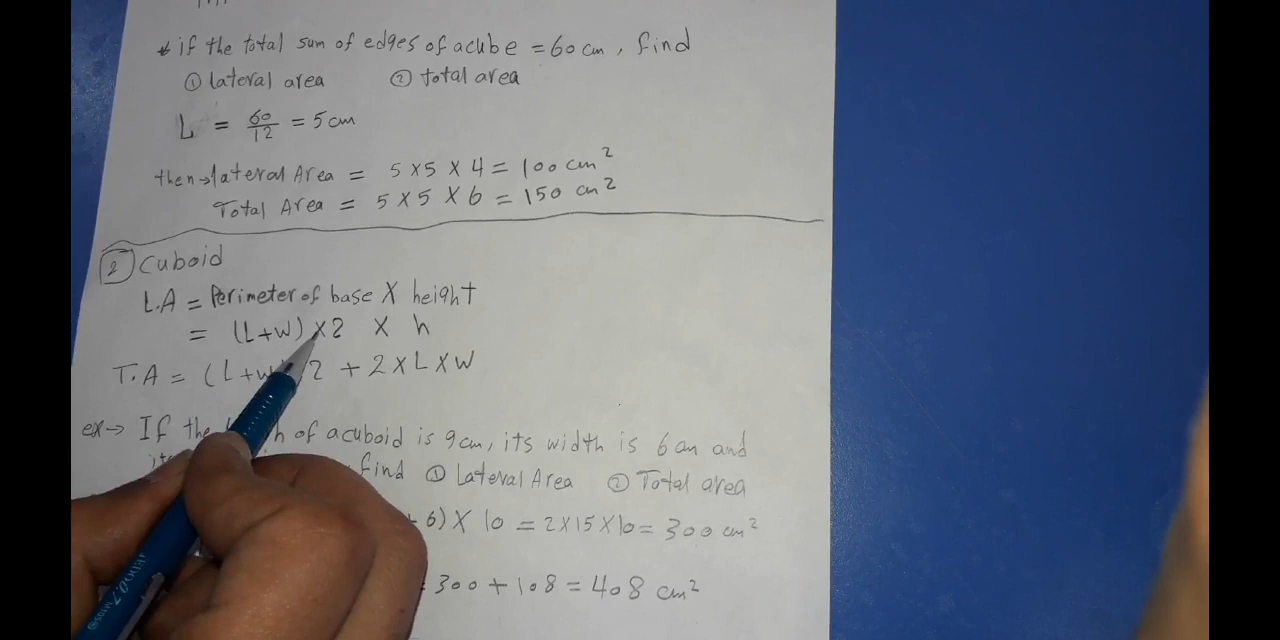 * if the total sum of edges of a cube = 60 cm, find
① lateral area ② total area
L = 60/12 = 5 cm
then → lateral Area = 5 × 5 × 4 = 100 cm²
Total Area = 5 × 5 × 6 = 150 cm²
2 Cuboid
L.A = Perimeter of base × height
= (L+W) × 2 × h
T.A = (L+W 2 + 2 × L × W
ex → If the of a cuboid is 9 cm, its width is 6 cm and
find ① Lateral Area ② Total area
6) × 10 = 2 × 15 × 10 = 300 cm²
= 300 + 108 = 408 cm²